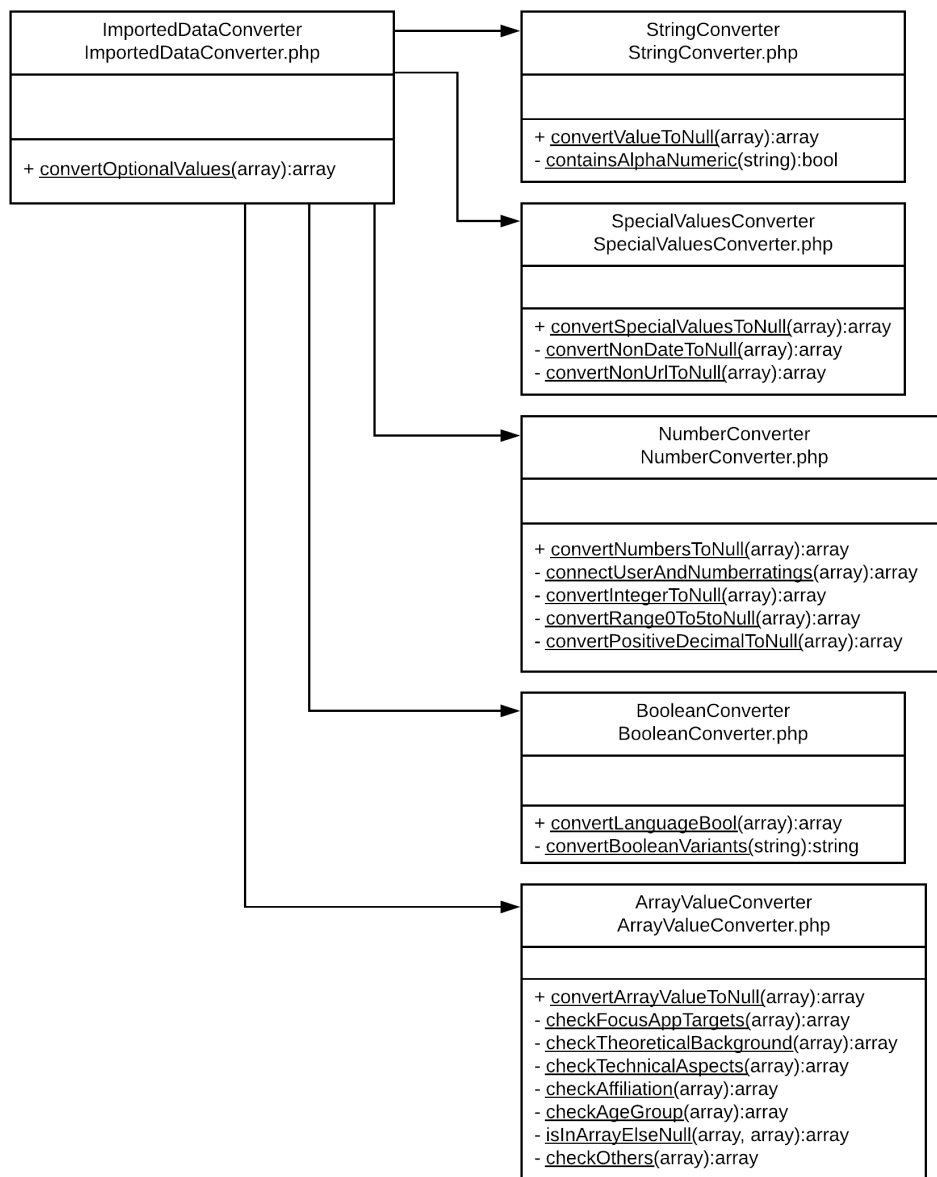 ImportedDataConverter
ImportedDataConverter.php
+ convertOptionalValues(array):array
StringConverter
StringConverter.php
+ convertValueToNull(array):array
- containsAlphaNumeric(string):bool
SpecialValuesConverter
SpecialValuesConverter.php
+ convertSpecialValuesToNull(array):array
- convertNonDateToNull(array):array
- convertNonUrlToNull(array):array
NumberConverter
NumberConverter.php
+ convertNumbersToNull(array):array
- connectUserAndNumberratings(array):array
- convertIntegerToNull(array):array
- convertRange0To5toNull(array):array
- convertPositiveDecimalToNull(array):array
BooleanConverter
BooleanConverter.php
+ convertLanguageBool(array):array
- convertBooleanVariants(string):string
ArrayValueConverter
ArrayValueConverter.php
+ convertArrayValueToNull(array):array
- checkFocusAppTargets(array):array
- checkTheoreticalBackground(array):array
- checkTechnicalAspects(array):array
- checkAffiliation(array):array
- checkAgeGroup(array):array
- isInArrayElseNull(array, array):array
- checkOthers(array):array